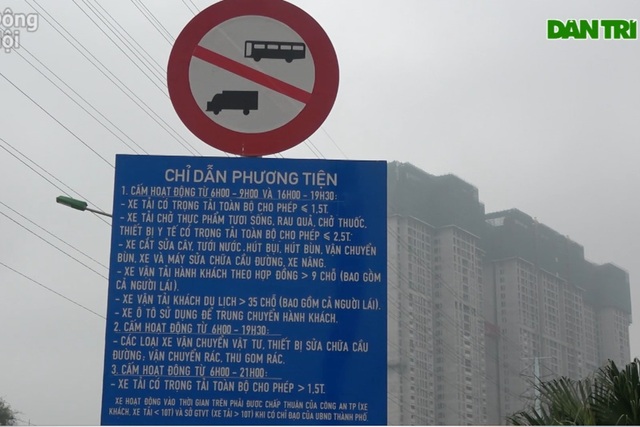 Đông
Nội
DÂN TRÍ
CHỈ DẪN PHƯƠNG TIỆN
1. CẤM HOẠT ĐỘNG TỪ 6H00 - 9H00 VÀ 16H00 - 19H30:
- XE TẢI CÓ TRỌNG TẢI TOÀN BỘ CHO PHÉP ≤ 1,5T.
- XE TẢI CHỞ THỰC PHẨM TƯƠI SỐNG, RAU QUẢ, CHỞ THUỐC,
THIẾT BỊ Y TẾ CÓ TRỌNG TẢI TOÀN BỘ CHO PHÉP ≤ 2,5T.
- XE CẮT SỬA CÂY, TƯỚI NƯỚC, HÚT BỤI, HÚT BÙN, VẬN CHUYỂN
BÙN, XE VÀ MÁY SỬA CHỮA CẦU ĐƯỜNG, XE NÂNG.
- XE VẬN TẢI HÀNH KHÁCH THEO HỢP ĐỒNG > 9 CHỖ (BAO GỒM
CẢ NGƯỜI LÁI).
- XE VẬN TẢI KHÁCH DU LỊCH > 35 CHỖ (BAO GỒM CẢ NGƯỜI LÁI).
- XE Ô TÔ SỬ DỤNG ĐỂ TRUNG CHUYỂN HÀNH KHÁCH.
2. CẤM HOẠT ĐỘNG TỪ 6H00 - 19H30:
- CÁC LOẠI XE VẬN CHUYỂN VẬT TƯ, THIẾT BỊ SỬA CHỮA CẦU
ĐƯỜNG; VẬN CHUYỂN RÁC, THU GOM RÁC.
3. CẤM HOẠT ĐỘNG TỪ 6H00 - 21H00:
- XE TẢI CÓ TRỌNG TẢI TOÀN BỘ CHO PHÉP > 1,5T.
XE HOẠT ĐỘNG VÀO THỜI GIAN TRÊN PHẢI ĐƯỢC CHẤP THUẬN CỦA CÔNG AN TP (XE
KHÁCH, XE TẢI < 10T) VÀ SỞ GTVT (XE TẢI > 10T) KHI CÓ CHỈ ĐẠO CỦA UBND THÀNH PHỐ